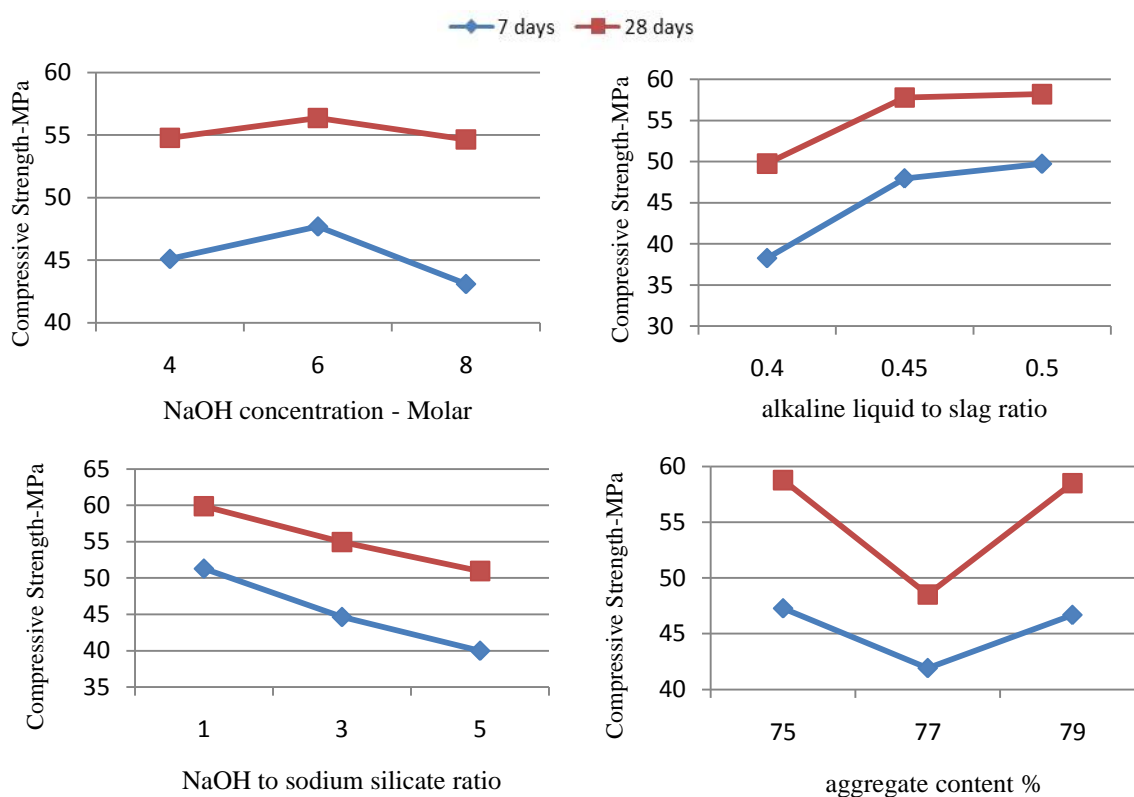 7 days 28 days
Compressive Strength-MPa
60
55
50
45
40
4 6 8
NaOH concentration - Molar
Compressive Strength-MPa
60
55
50
45
40
35
30
0.4 0.45 0.5
alkaline liquid to slag ratio
Compressive Strength-MPa
65
60
55
50
45
40
35
1 3 5
NaOH to sodium silicate ratio
Compressive Strength-MPa
60
55
50
45
40
75 77 79
aggregate content %